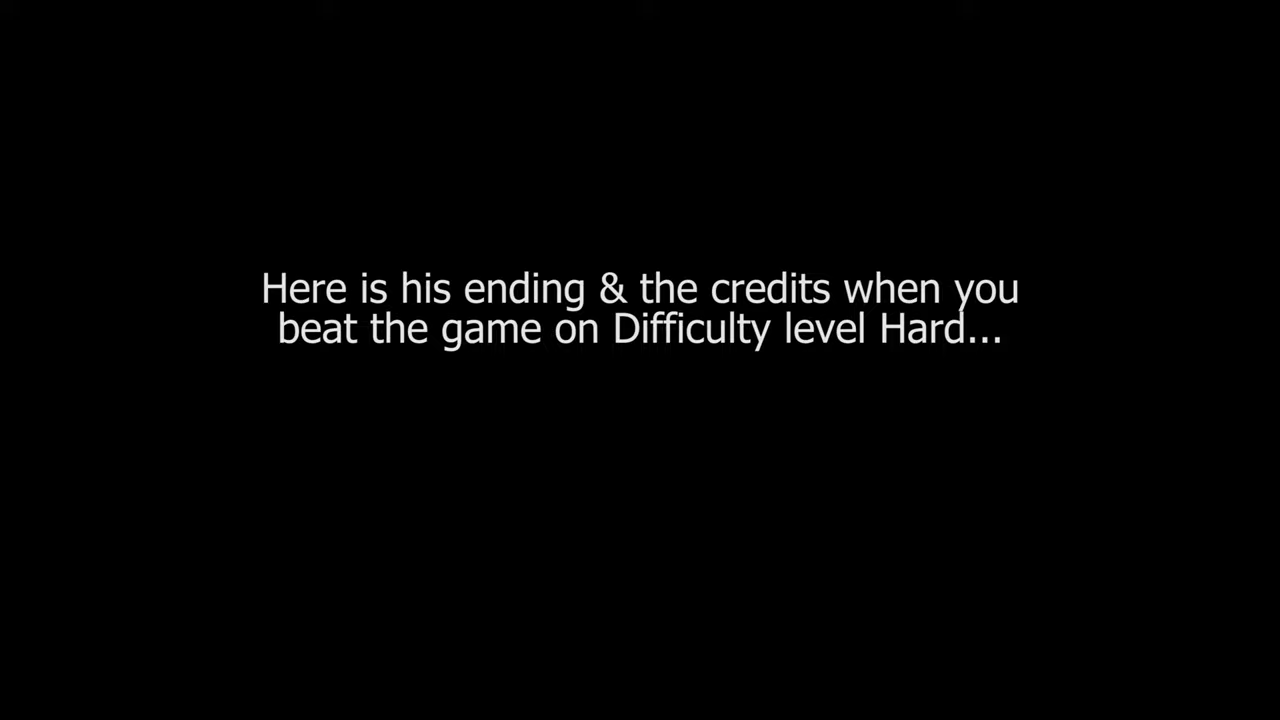 Here is his ending & the credits when you
beat the game on Difficulty level Hard...